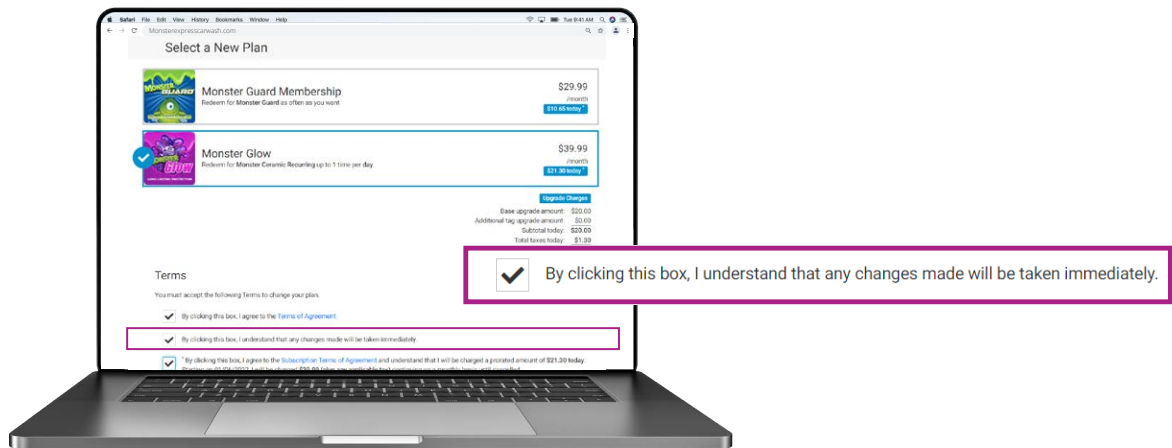 Safari File Edit View History Bookmarks Window Help
Tue 9:41 AM
Monsterexpresscarwash.com
Select a New Plan
MONSTER
GUARD
Monster Guard Membership
Redeem for Monster Guard as often as you want
$29.99
/month
$10.65 today *
MONSTER
GLOW
Monster Glow
Redeem for Monster Ceramic Recurring up to 1 time per day
$39.99
/month
$21.30 today *
Upgrade Charges
Base upgrade amount: $20.00
Additional tag upgrade amount: $0.00
Subtotal today: $20.00
Total taxes today: $1.30
By clicking this box, I understand that any changes made will be taken immediately.
Terms
You must accept the following Terms to change your plan.
By clicking this box, I agree to the Terms of Agreement
By clicking this box, I understand that any changes made will be taken immediately.
* By clicking this box, I agree to the Subscription Terms of Agreement and understand that I will be charged a prorated amount of $21.30 today.